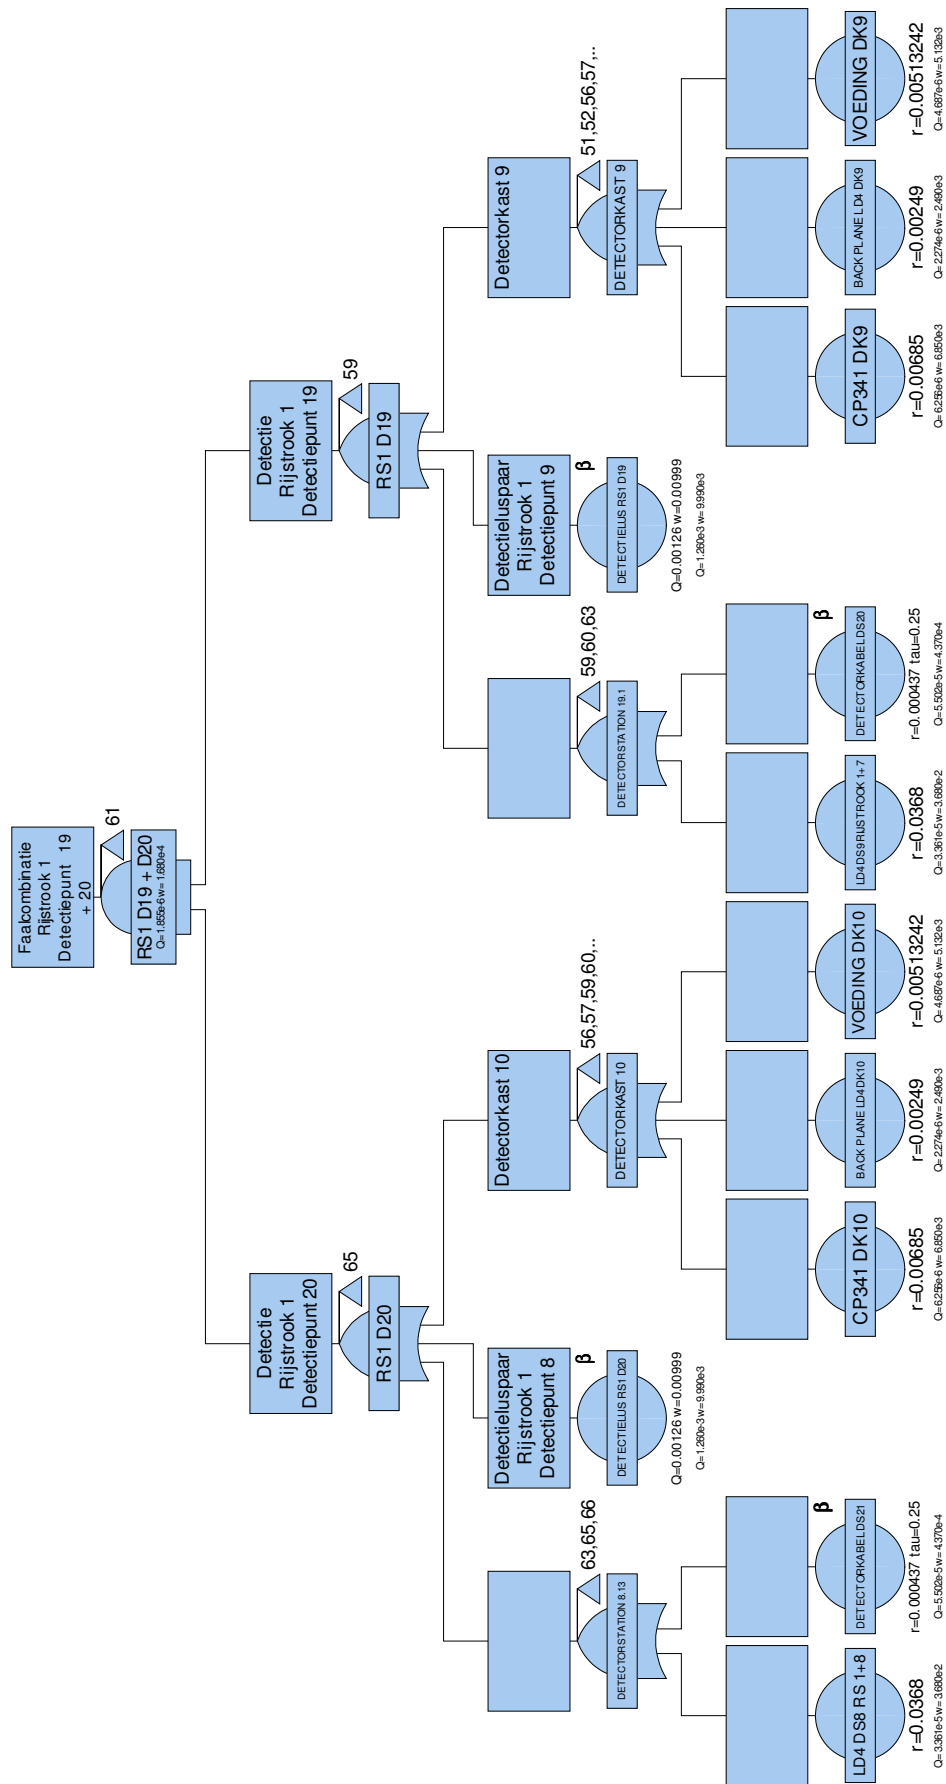 Faalcombinatie
Rijstrook 1
Detectiepunt 19
+ 20
61
RS1 D19 + D20
Q=1.855e-6 w=1.680e-4
Detectie
Rijstrook 1
Detectiepunt 20
65
RS1 D20
Detectie
Rijstrook 1
Detectiepunt 19
59
RS1 D19
63,65,66
DETECTORSTATION 8.13
Detectieluspaar
Rijstrook 1
Detectiepunt 8
β
DETECTIELUS RS1 D20
Q=0.00126 w=0.00999
Q=1.260e-3 w=9.990e-3
Detectorkast 10
56,57,59,60,..
DETECTORKAST 10
59,60,63
DETECTORSTATION 19.1
Detectieluspaar
Rijstrook 1
Detectiepunt 9
β
DETECTIELUS RS1 D19
Q=0.00126 w=0.00999
Q=1.260e-3 w=9.990e-3
Detectorkast 9
51,52,56,57,..
DETECTORKAST 9
LD4 DS8 RS 1+8
r=0.0368
Q=3.361e-5 w=3.680e-2
β
DETECTORKABEL DS21
r=0.000437 tau=0.25
Q=5.502e-5 w=4.370e-4
CP341 DK10
r=0.00685
Q=6.256e-6 w=6.850e-3
BACK PLANE LD4 DK10
r=0.00249
Q=2.274e-6 w=2.490e-3
VOEDING DK10
r=0.00513242
Q=4.687e-6 w=5.132e-3
LD4 DS9 RIJSTROOK 1+7
r=0.0368
Q=3.361e-5 w=3.680e-2
β
DETECTORKABEL DS20
r=0.000437 tau=0.25
Q=5.502e-5 w=4.370e-4
CP341 DK9
r=0.00685
Q=6.256e-6 w=6.850e-3
BACK PLANE LD4 DK9
r=0.00249
Q=2.274e-6 w=2.490e-3
VOEDING DK9
r=0.00513242
Q=4.687e-6 w=5.132e-3